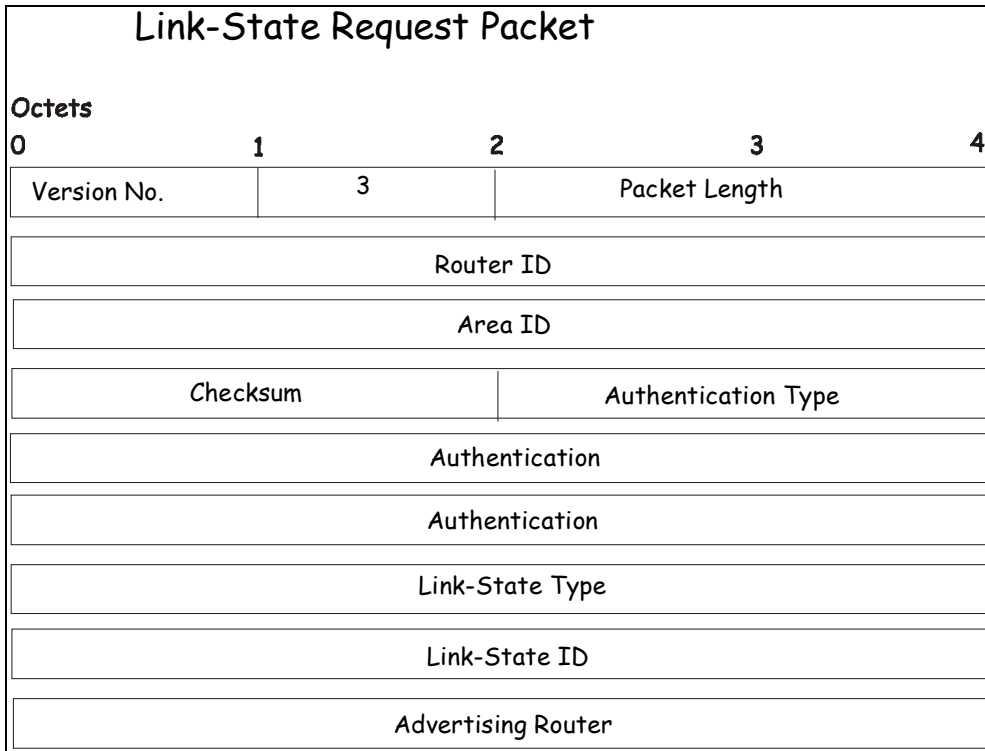 Link-State Request Packet
Octets
0 1 2 3 4
Version No. 3 Packet Length
Router ID
Area ID
Checksum Authentication Type
Authentication
Authentication
Link-State Type
Link-State ID
Advertising Router